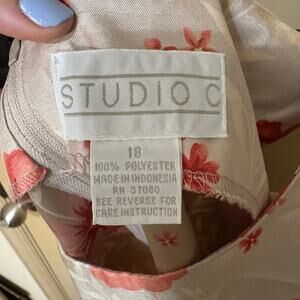 STUDIO C
18
100% POLYESTER
MADE IN INDONESIA
RN 37080
SEE REVERSE FOR
CARE INSTRUCTION